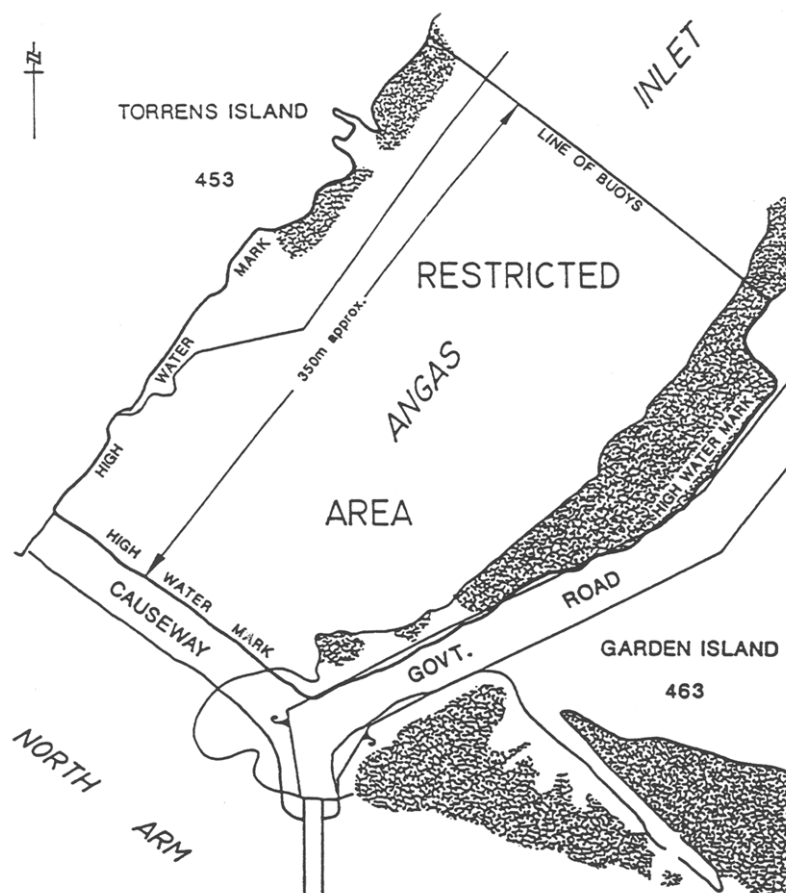 N
INLET
TORRENS ISLAND
453
LINE OF BUOYS
HIGH WATER MARK
RESTRICTED
350m approx.
ANGAS
HIGH WATER MARK
AREA
HIGH WATER MARK
CAUSEWAY
GOVT. ROAD
GARDEN ISLAND
463
NORTH ARM